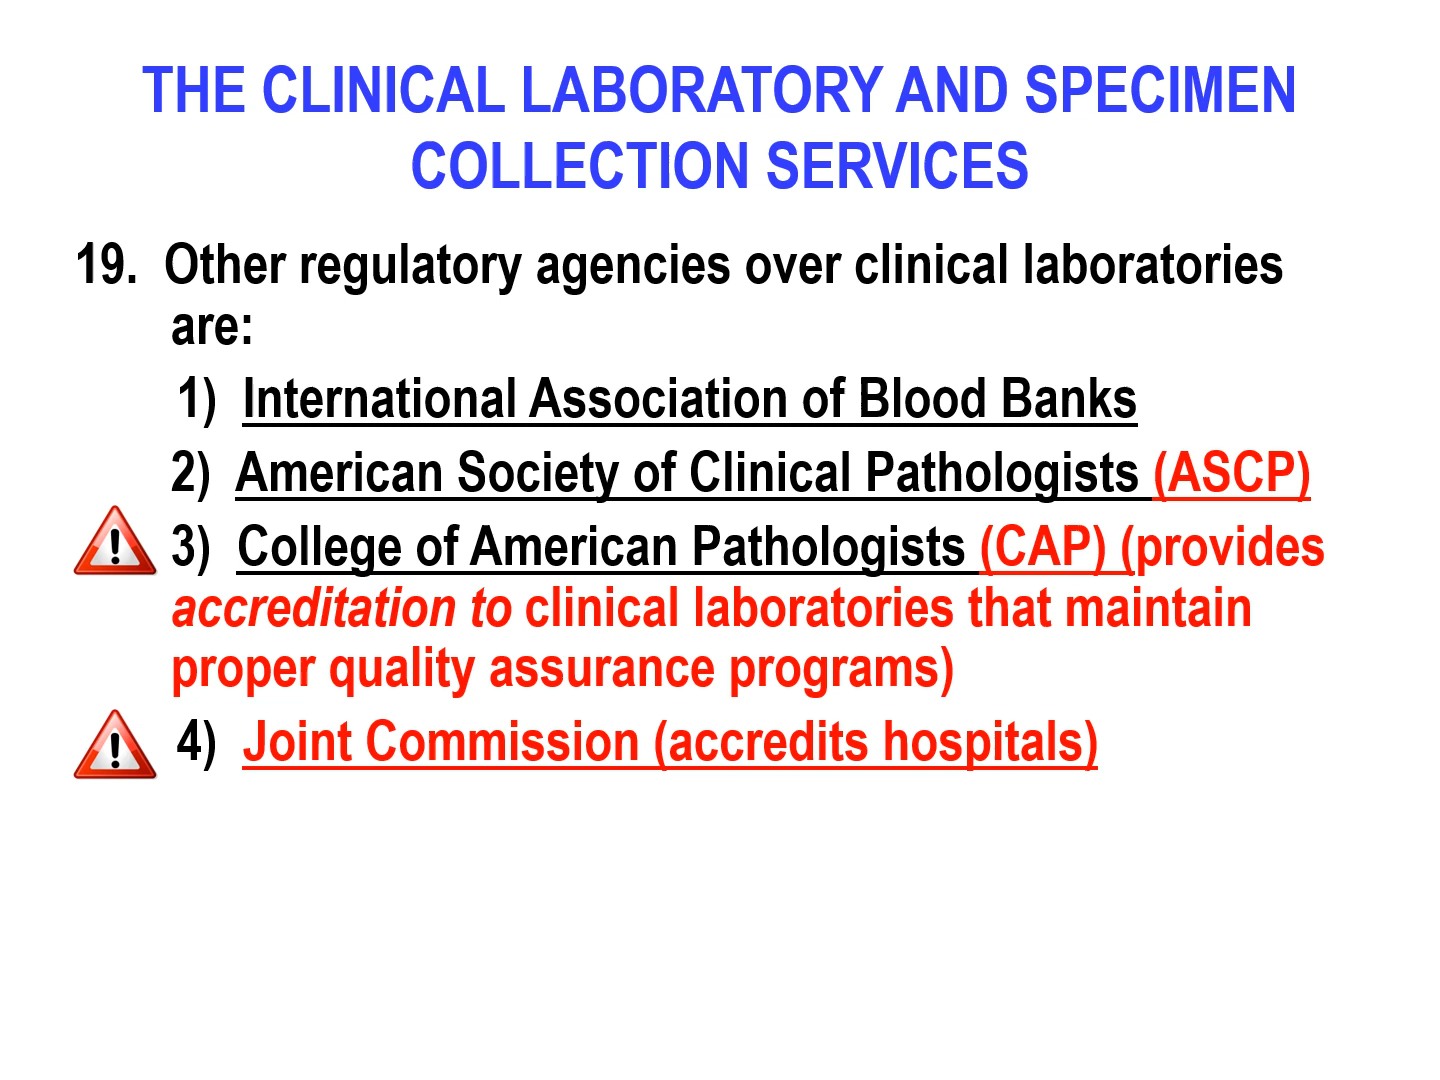 THE CLINICAL LABORATORY AND SPECIMEN
COLLECTION SERVICES
19. Other regulatory agencies over clinical laboratories
are:
1) International Association of Blood Banks
2) American Society of Clinical Pathologists (ASCP)
3) College of American Pathologists (CAP) (provides
accreditation to clinical laboratories that maintain
proper quality assurance programs)
4) Joint Commission (accredits hospitals)